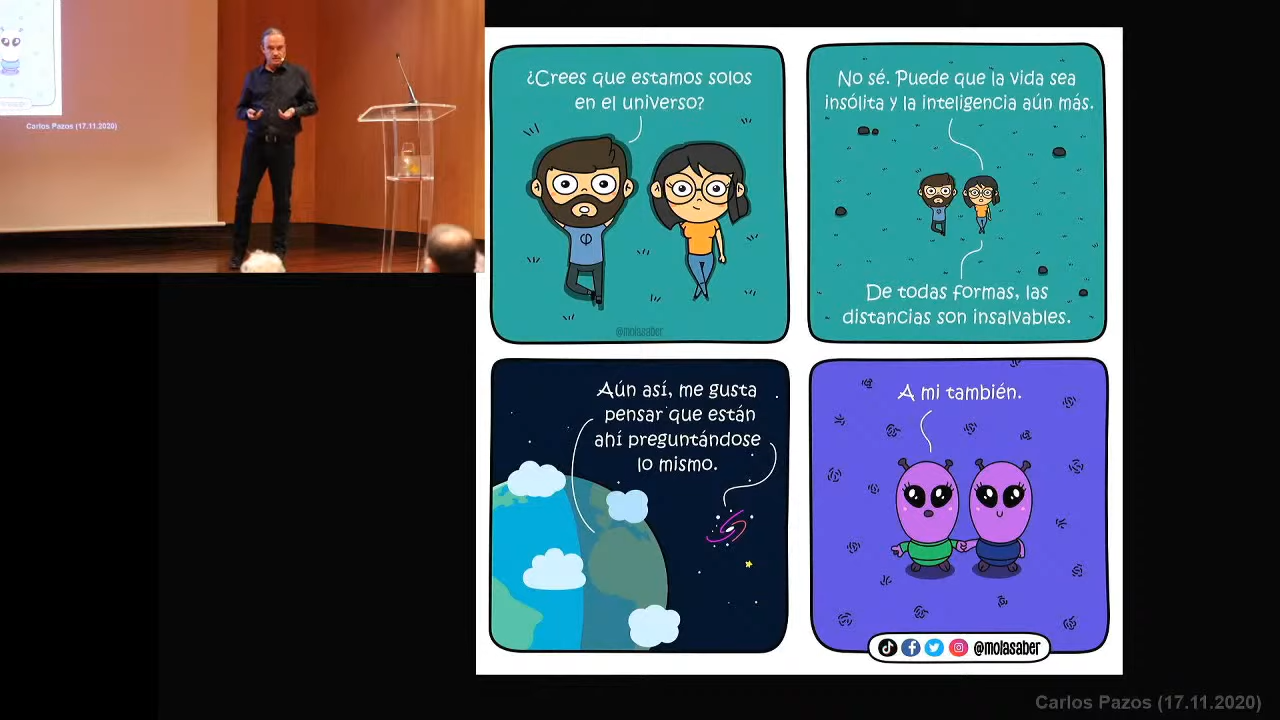 Carlos Pazos (17.11.2020)
¿Crees que estamos solos
en el universo?
@molasaber
No sé. Puede que la vida sea
insólita y la inteligencia aún más.
De todas formas, las
distancias son insalvables.
Aún así, me gusta
pensar que están
ahí preguntándose
lo mismo.
A mi también.
@molasaber
Carlos Pazos (17.11.2020)